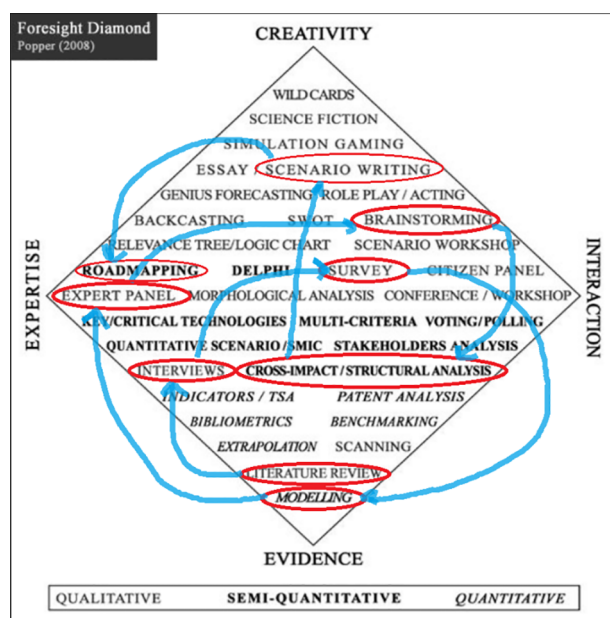 Foresight Diamond
Popper (2008)
CREATIVITY
WILD CARDS
SCIENCE FICTION
SIMULATION GAMING
ESSAY / SCENARIO WRITING
GENIUS FORECASTING ROLE PLAY / ACTING
BACKCASTING SWOT BRAINSTORMING
RELEVANCE TREE/LOGIC CHART SCENARIO WORKSHOP
ROADMAPPING DELPHI SURVEY CITIZEN PANEL
EXPERT PANEL MORPHOLOGICAL ANALYSIS CONFERENCE / WORKSHOP
KEY/CRITICAL TECHNOLOGIES MULTI-CRITERIA VOTING/POLLING
QUANTITATIVE SCENARIO/SMIC STAKEHOLDERS ANALYSIS
INTERVIEWS CROSS-IMPACT / STRUCTURAL ANALYSIS
INDICATORS / TSA PATENT ANALYSIS
BIBLIOMETRICS BENCHMARKING
EXTRAPOLATION SCANNING
LITERATURE REVIEW
MODELLING
EXPERTISE
INTERACTION
EVIDENCE
QUALITATIVE SEMI-QUANTITATIVE QUANTITATIVE